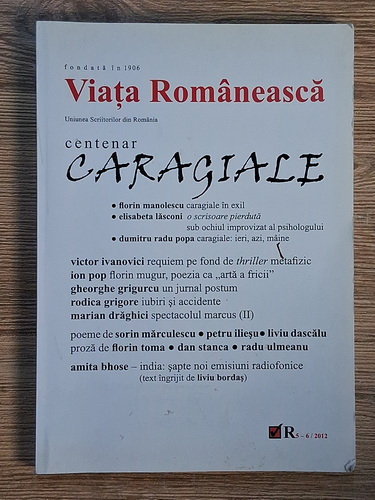 fondată în 1906
Viața Românească
Uniunea Scriitorilor din România
centenar
CARAGIALE
• florin manolescu caragiale în exil
• elisabeta lăsconi o scrisoare pierdută
sub ochiul improvizat al psihologului
• dumitru radu popa caragiale: ieri, azi, mâine
victor ivanovici requiem pe fond de thriller metafizic
ion pop florin mugur, poezia ca „artă a fricii”
gheorghe grigurcu un jurnal postum
rodica grigore iubiri și accidente
marian drăghici spectacolul marcus (II)
poeme de sorin mărculescu • petru ilieșu • liviu dascălu
proză de florin toma • dan stanca • radu ulmeanu
amita bhose – india: șapte noi emisiuni radiofonice
(text îngrijit de liviu bordaș)
R 5 – 6 / 2012